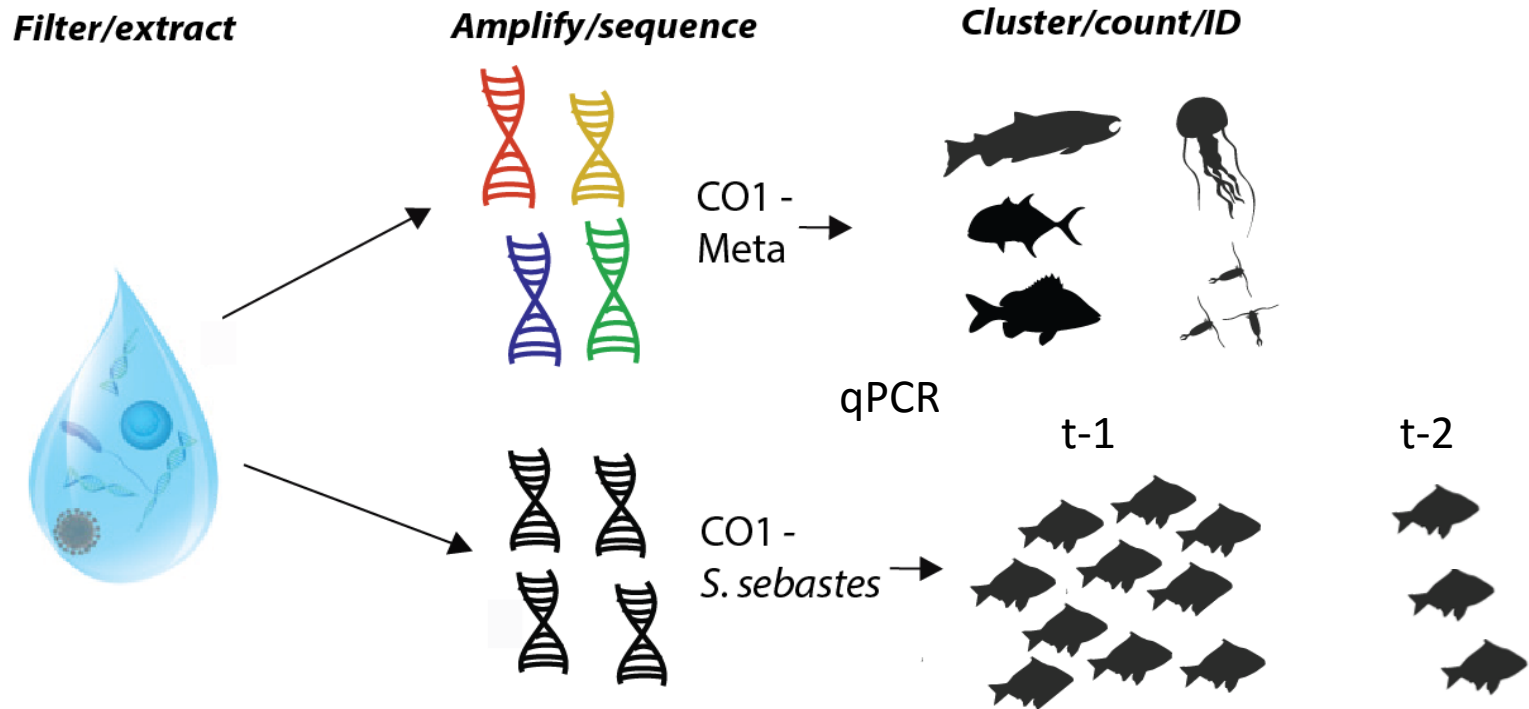 Filter/extract
Amplify/sequence
Cluster/count/ID
CO1 -
Meta
qPCR
t-1
t-2
CO1 -
S. sebastes